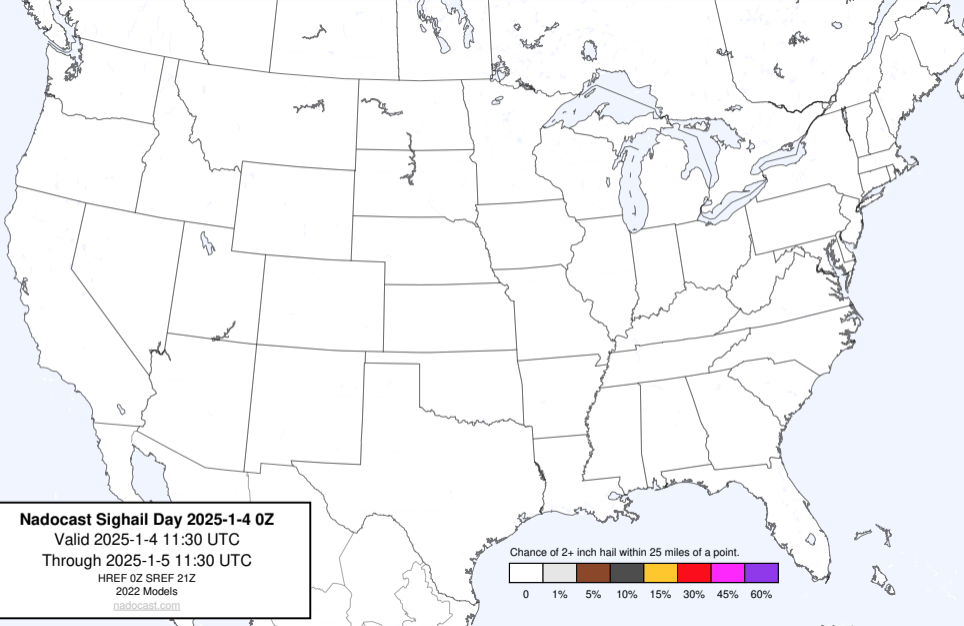 Nadocast Sighail Day 2025-1-4 0Z
Valid 2025-1-4 11:30 UTC
Through 2025-1-5 11:30 UTC
HREF 0Z SREF 21Z
2022 Models
nadocast.com
Chance of 2+ inch hail within 25 miles of a point.
0 1% 5% 10% 15% 30% 45% 60%